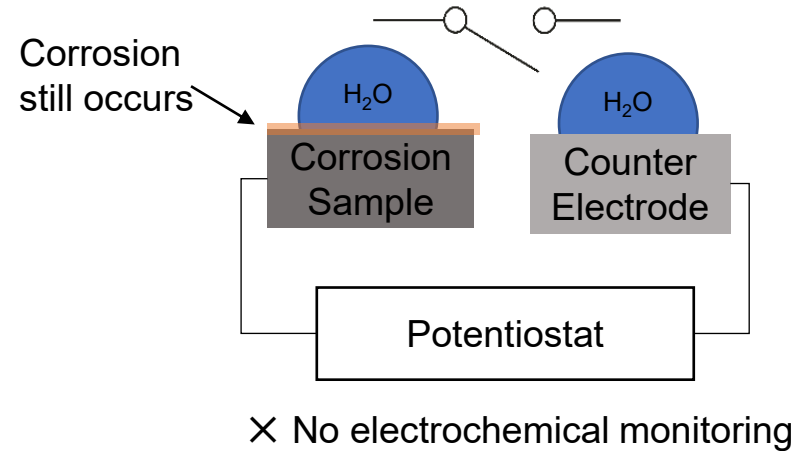 Corrosion
still occurs
H₂O
H₂O
Corrosion
Sample
Counter
Electrode
Potentiostat
× No electrochemical monitoring